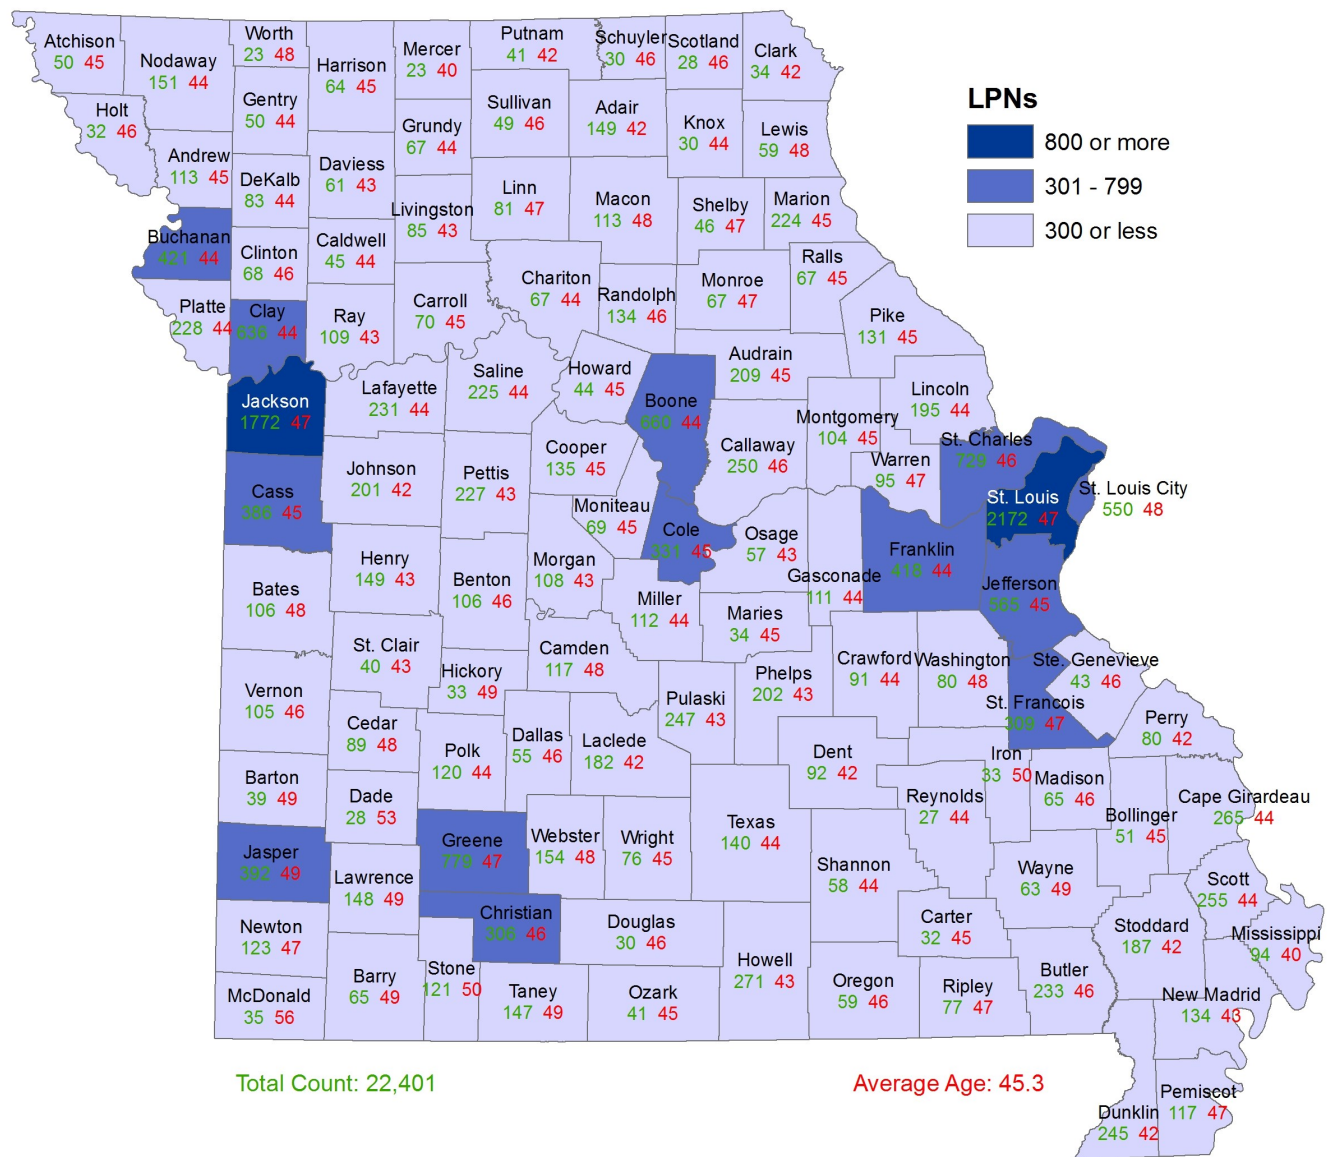 Atchison
50 45
Nodaway
151 44
Worth
23 48
Harrison
64 45
Mercer
23 40
Putnam
41 42
Schuyler
30 46
Scotland
28 46
Clark
34 42
LPNs
800 or more
301 - 799
300 or less
Holt
32 46
Gentry
50 44
Sullivan
49 46
Adair
149 42
Knox
30 44
Lewis
59 48
Grundy
67 44
Andrew
113 45
DeKalb
83 44
Daviess
61 43
Livingston
85 43
Linn
81 47
Macon
113 48
Shelby
46 47
Marion
224 45
Buchanan
421 44
Clinton
68 46
Caldwell
45 44
Ralls
67 45
Chariton
67 44
Randolph
134 46
Monroe
67 47
Platte
228 44
Clay
636 44
Ray
109 43
Carroll
70 45
Pike
131 45
Audrain
209 45
Saline
225 44
Howard
44 45
Jackson
1772 47
Lafayette
231 44
Boone
660 44
Lincoln
195 44
Montgomery
104 45
Callaway
250 46
Cooper
135 45
St. Charles
729 46
Warren
95 47
Johnson
201 42
Pettis
227 43
Cass
386 45
St. Louis
2172 47
St. Louis City
550 48
Moniteau
69 45
Cole
331 45
Osage
57 43
Franklin
418 44
Henry
149 43
Morgan
108 43
Benton
106 46
Gasconade
111 44
Jefferson
565 45
Bates
106 48
Miller
112 44
Maries
34 45
St. Clair
40 43
Camden
117 48
Hickory
33 49
Phelps
202 43
Crawford
91 44
Washington
80 48
Ste. Genevieve
43 46
Vernon
105 46
Pulaski
247 43
St. Francois
309 47
Perry
80 42
Cedar
89 48
Polk
120 44
Dallas
55 46
Laclede
182 42
Dent
92 42
Iron
33 50
Madison
65 46
Barton
39 49
Dade
28 53
Reynolds
27 44
Bollinger
51 45
Cape Girardeau
265 44
Texas
140 44
Greene
779 47
Webster
154 48
Wright
76 45
Jasper
392 49
Lawrence
148 49
Shannon
58 44
Wayne
63 49
Scott
255 44
Christian
306 46
Douglas
30 46
Carter
32 45
Newton
123 47
Stoddard
187 42
Mississippi
94 40
Howell
271 43
Barry
65 49
Stone
121 50
Taney
147 49
Ozark
41 45
Oregon
59 46
Ripley
77 47
Butler
233 46
McDonald
35 56
New Madrid
134 43
Total Count: 22,401
Average Age: 45.3
Pemiscot
117 47
Dunklin
245 42